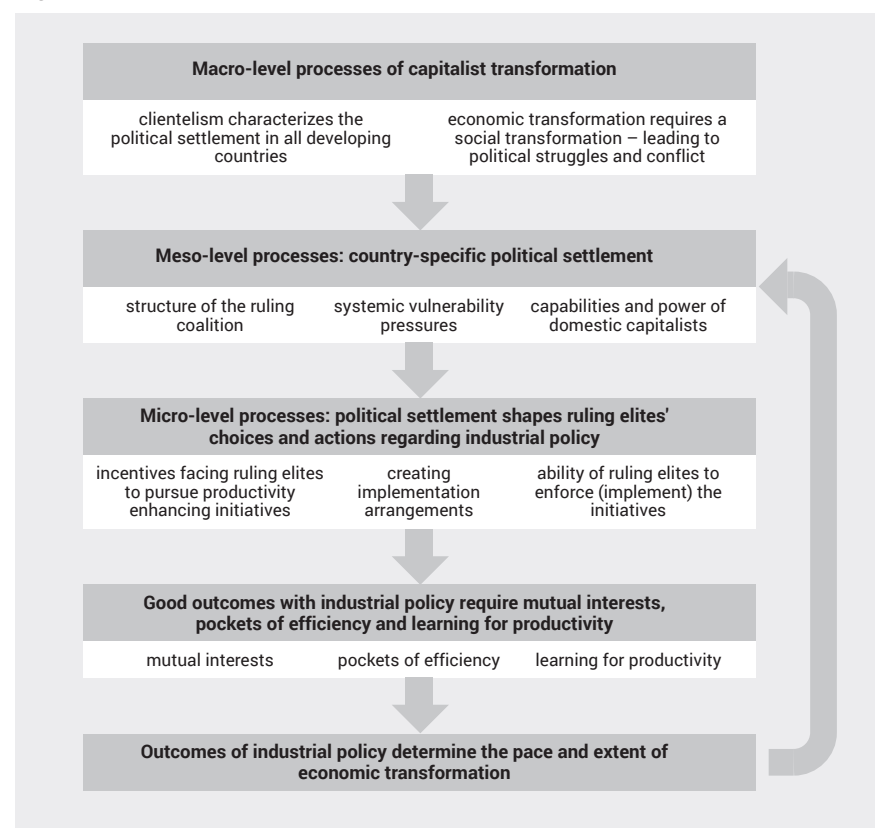 Macro-level processes of capitalist transformation
clientelism characterizes the
political settlement in all developing
countries
economic transformation requires a
social transformation – leading to
political struggles and conflict
Meso-level processes: country-specific political settlement
structure of the ruling
coalition
systemic vulnerability
pressures
capabilities and power of
domestic capitalists
Micro-level processes: political settlement shapes ruling elites'
choices and actions regarding industrial policy
incentives facing ruling elites
to pursue productivity
enhancing initiatives
creating
implementation
arrangements
ability of ruling elites to
enforce (implement) the
initiatives
Good outcomes with industrial policy require mutual interests,
pockets of efficiency and learning for productivity
mutual interests
pockets of efficiency
learning for productivity
Outcomes of industrial policy determine the pace and extent of
economic transformation